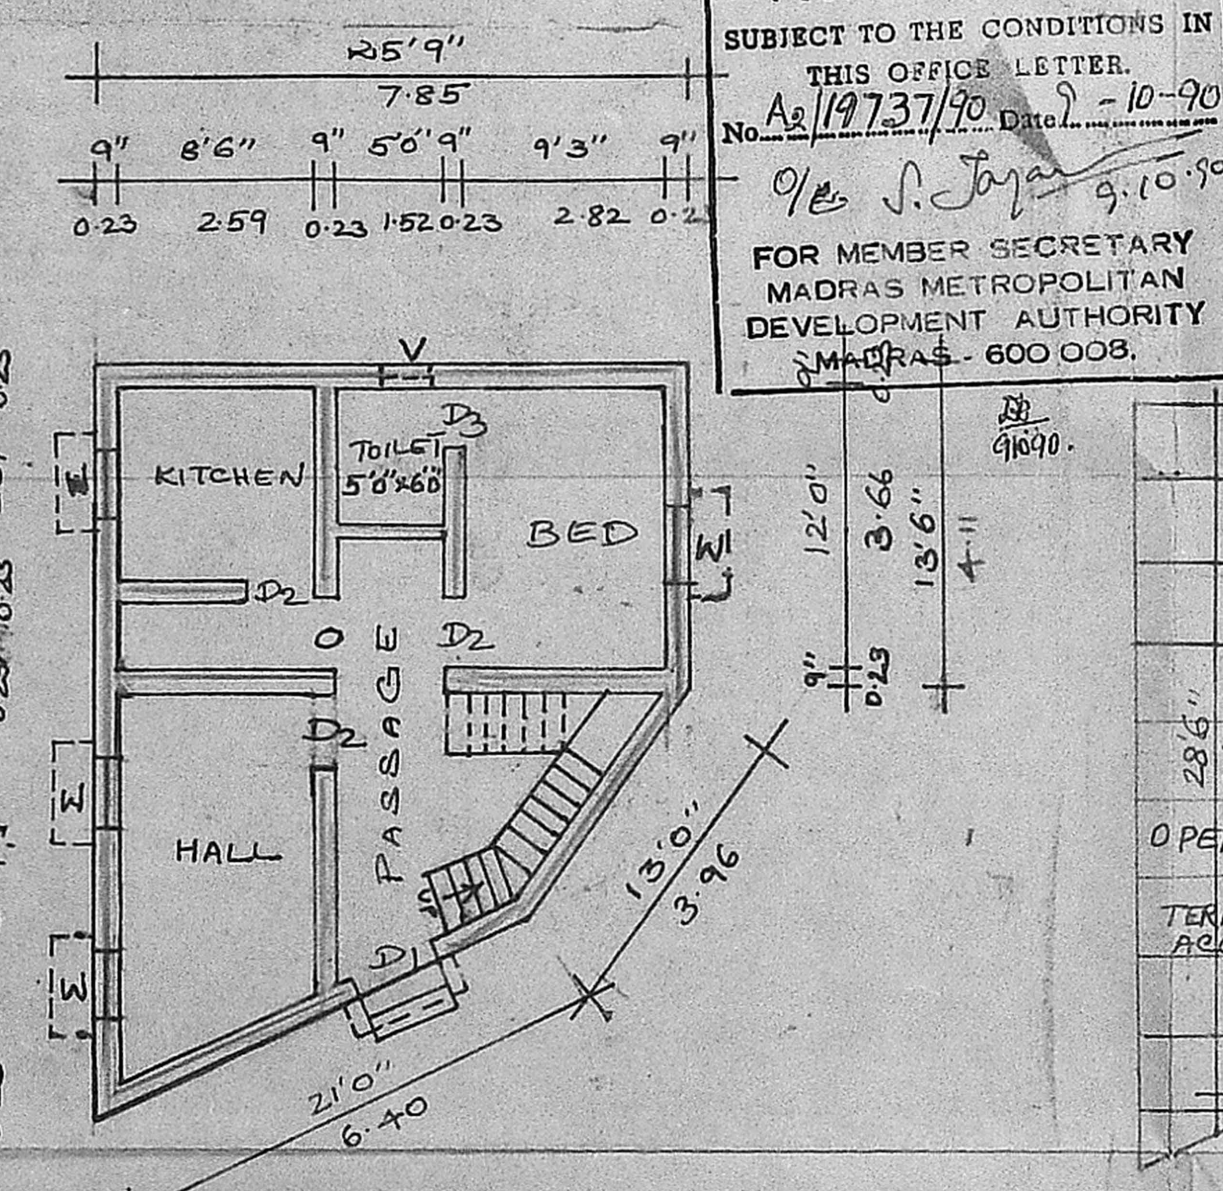 25'9"
7.85
9" 8'6" 9" 5'0" 9" 9'3" 9"
0.23 2.59 0.23 1.52 0.23 2.82
SUBJECT TO THE CONDITIONS IN
THIS OFFICE LETTER.
No. A2/19737/90 Date 9-10-90
9.10.90
FOR MEMBER SECRETARY
MADRAS METROPOLITAN
DEVELOPMENT AUTHORITY
MADRAS - 600 008.
V
D3
TOILET
5'0"x6'0"
KITCHEN
BED
W
W
D2
O
D2
PASSAGE
D2
HALL
W
W
D1
12'0"
3.66
13'6"
4.11
9"
0.23
13'0"
3.96
21'0"
6.40
28'6"